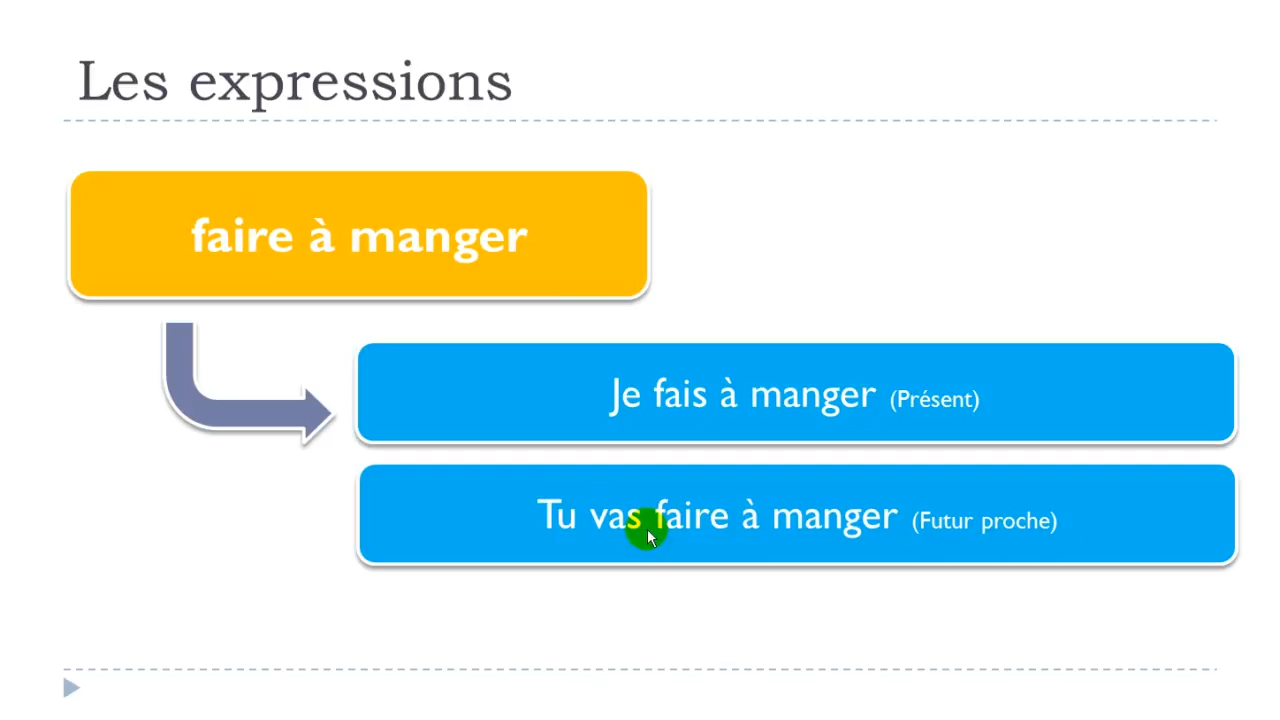 Les expressions
faire à manger
Je fais à manger (Présent)
Tu vas faire à manger (Futur proche)